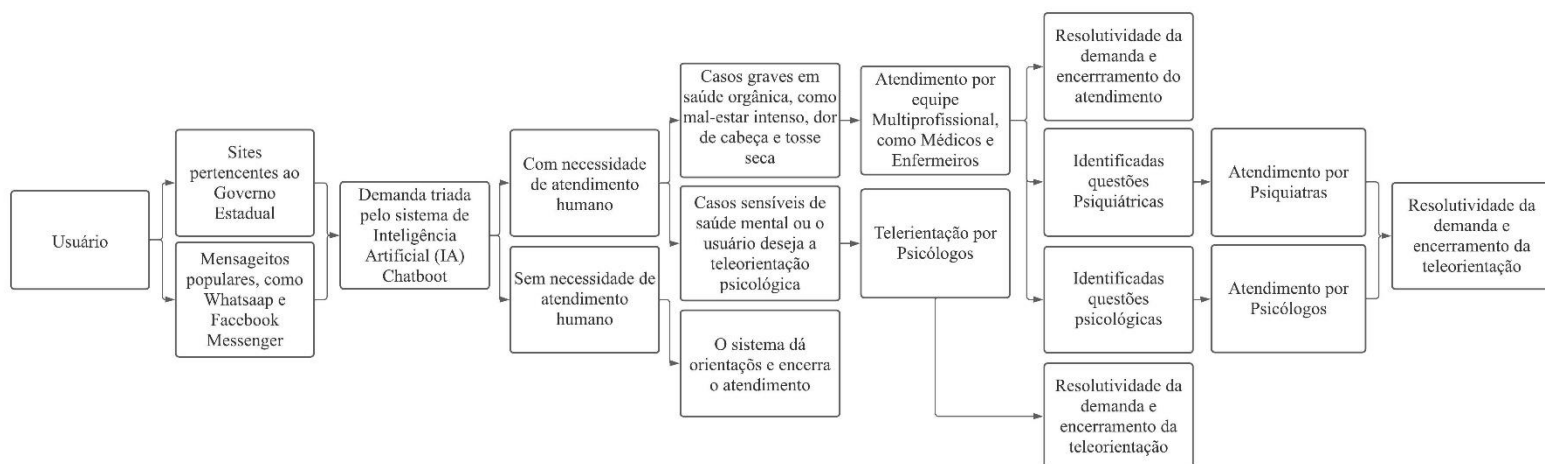 Usuário
Sites
pertencentes ao
Governo
Estadual
Mensageitos
populares, como
Whatsaap e
Facebook
Messenger
Demanda triada
pelo sistema de
Inteligência
Artificial (IA)
Chatboot
Com necessidade
de atendimento
humano
Sem necessidade de
atendimento
humano
Casos graves em
saúde orgânica, como
mal-estar intenso, dor
de cabeça e tosse
seca
Casos sensíveis de
saúde mental ou o
usuário deseja a
teleorientação
psicológica
O sistema dá
orientaçõs e encerra
o atendimento
Atendimento por
equipe
Multiprofissional,
como Médicos e
Enfermeiros
Telerientação por
Psicólogos
Resolutividade da
demanda e
encerrramento do
atendimento
Identificadas
questões
Psiquiátricas
Identificadas
questões
psicológicas
Resolutividade da
demanda e
encerramento da
teleorientação
Atendimento por
Psiquiatras
Atendimento por
Psicólogos
Resolutividade da
demanda e
encerramento da
teleorientação